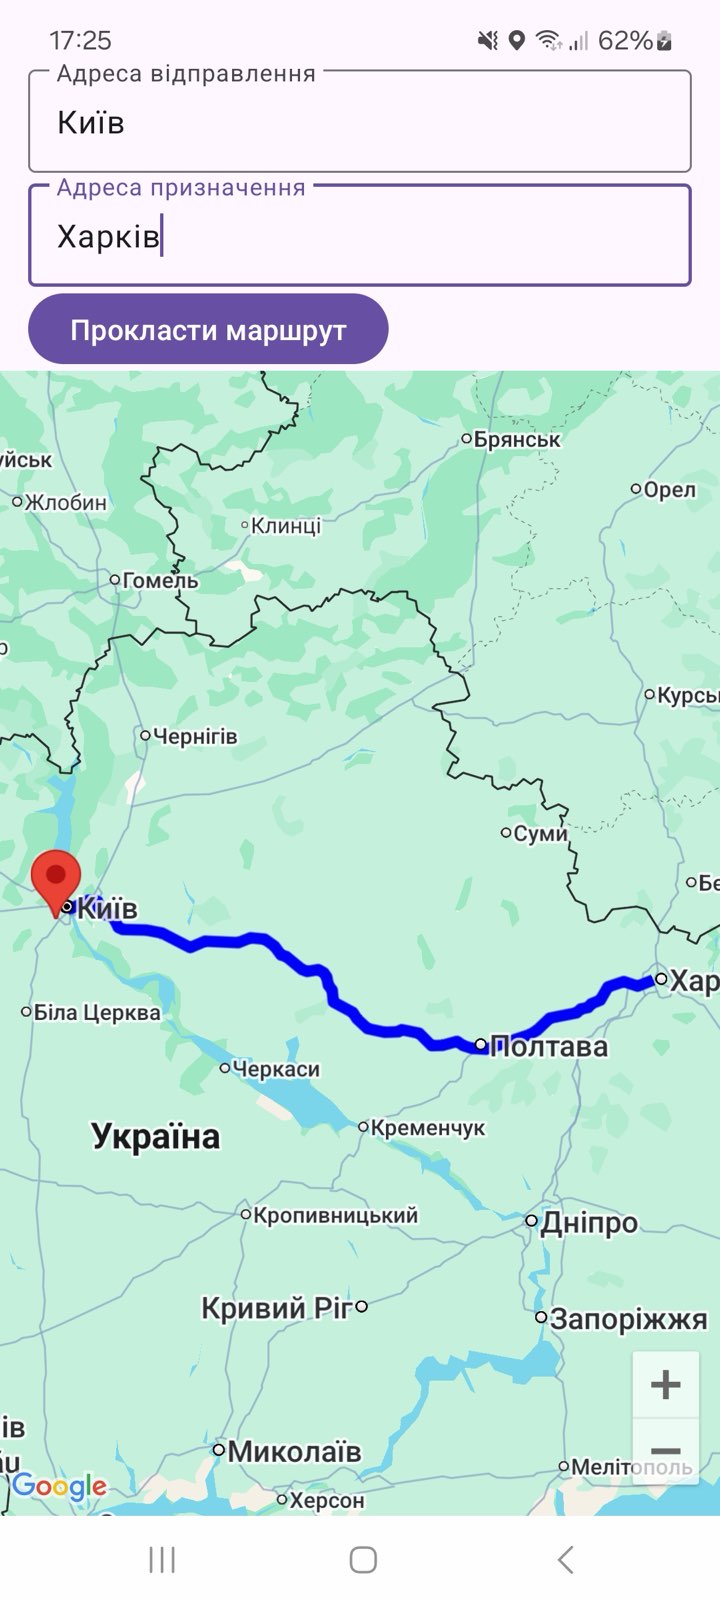 17:25
62%
Адреса відправлення
Київ
Адреса призначення
Харків
Прокласти маршрут
Брянськ
уйськ
Орел
Жлобин
Клинці
Гомель
р
Курсь
Чернігів
Суми
Бе
Київ
Хар
Біла Церква
Полтава
Черкаси
Україна
Кременчук
Кропивницький
Дніпро
Кривий Ріг
Запоріжжя
+
−
ів
Миколаїв
Мелітополь
Google
Херсон